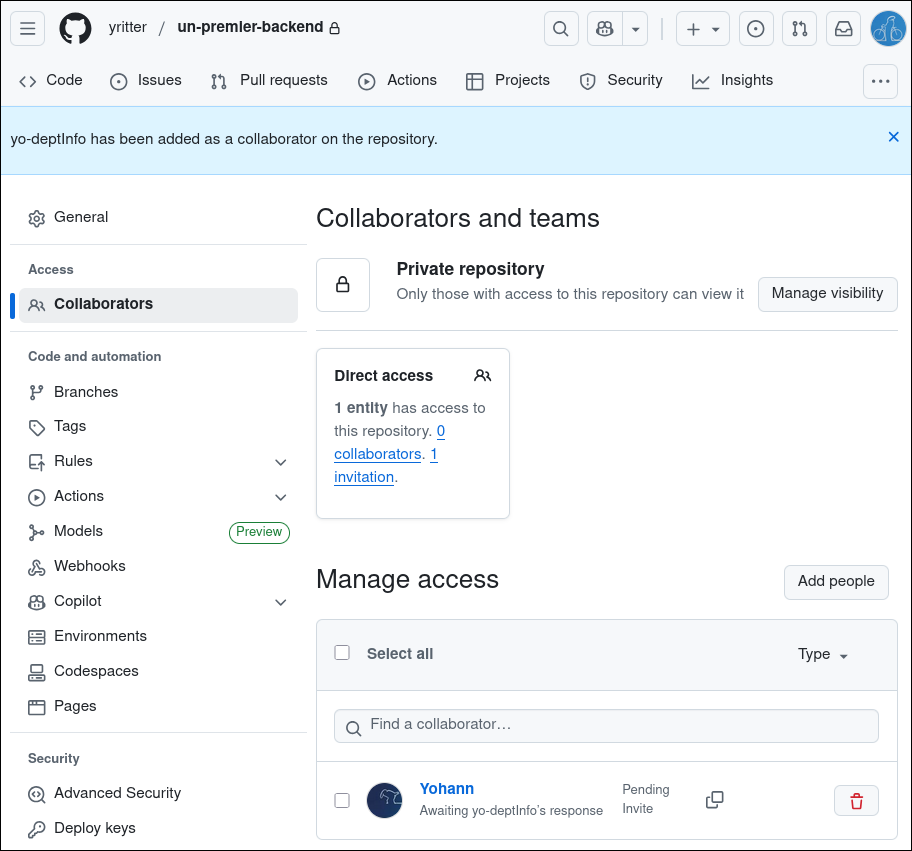 yritter / un-premier-backend
Code Issues Pull requests Actions Projects Security Insights
yo-deptInfo has been added as a collaborator on the repository.
General
Access
Collaborators
Code and automation
Branches
Tags
Rules
Actions
Models Preview
Webhooks
Copilot
Environments
Codespaces
Pages
Security
Advanced Security
Deploy keys
Collaborators and teams
Private repository
Only those with access to this repository can view it
Manage visibility
Direct access
1 entity has access to
this repository. 0
collaborators. 1
invitation.
Manage access
Add people
Select all
Type
Find a collaborator…
Yohann
Awaiting yo-deptInfo's response
Pending
Invite